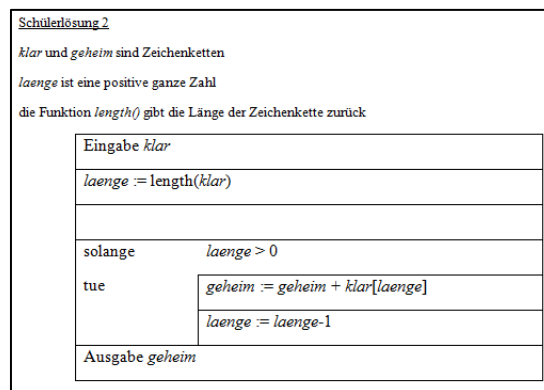 Schülerlösung 2
klar und geheim sind Zeichenketten
laenge ist eine positive ganze Zahl
die Funktion length() gibt die Länge der Zeichenkette zurück
Eingabe klar
laenge := length(klar)
solange laenge > 0
tue geheim := geheim + klar[laenge]
laenge := laenge-1
Ausgabe geheim